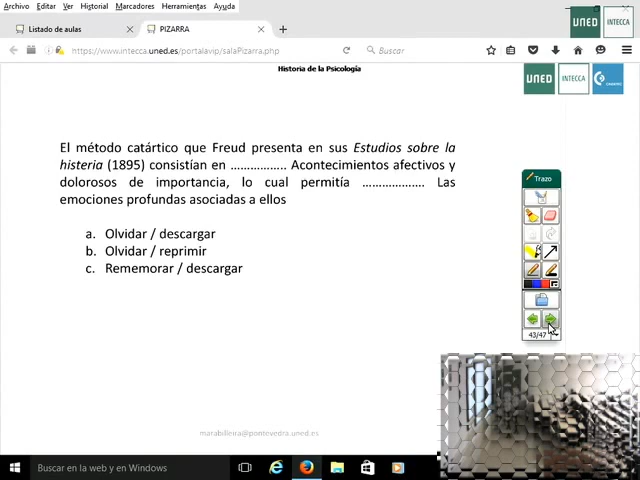 Archivo Editar Ver Historial Marcadores Herramientas Ayuda
Listado de aulas
PIZARRA
https://www.intecca.uned.es/portalavip/salaPizarra.php
Buscar
UNED INTECCA
Historia de la Psicología
UNED INTECCA
El método catártico que Freud presenta en sus Estudios sobre la
histeria (1895) consistían en …………….. Acontecimientos afectivos y
dolorosos de importancia, lo cual permitía ………………. Las
emociones profundas asociadas a ellos
a. Olvidar / descargar
b. Olvidar / reprimir
c. Rememorar / descargar
Trazo
43/47
marabilleira@pontevedra.uned.es
Buscar en la web y en Windows